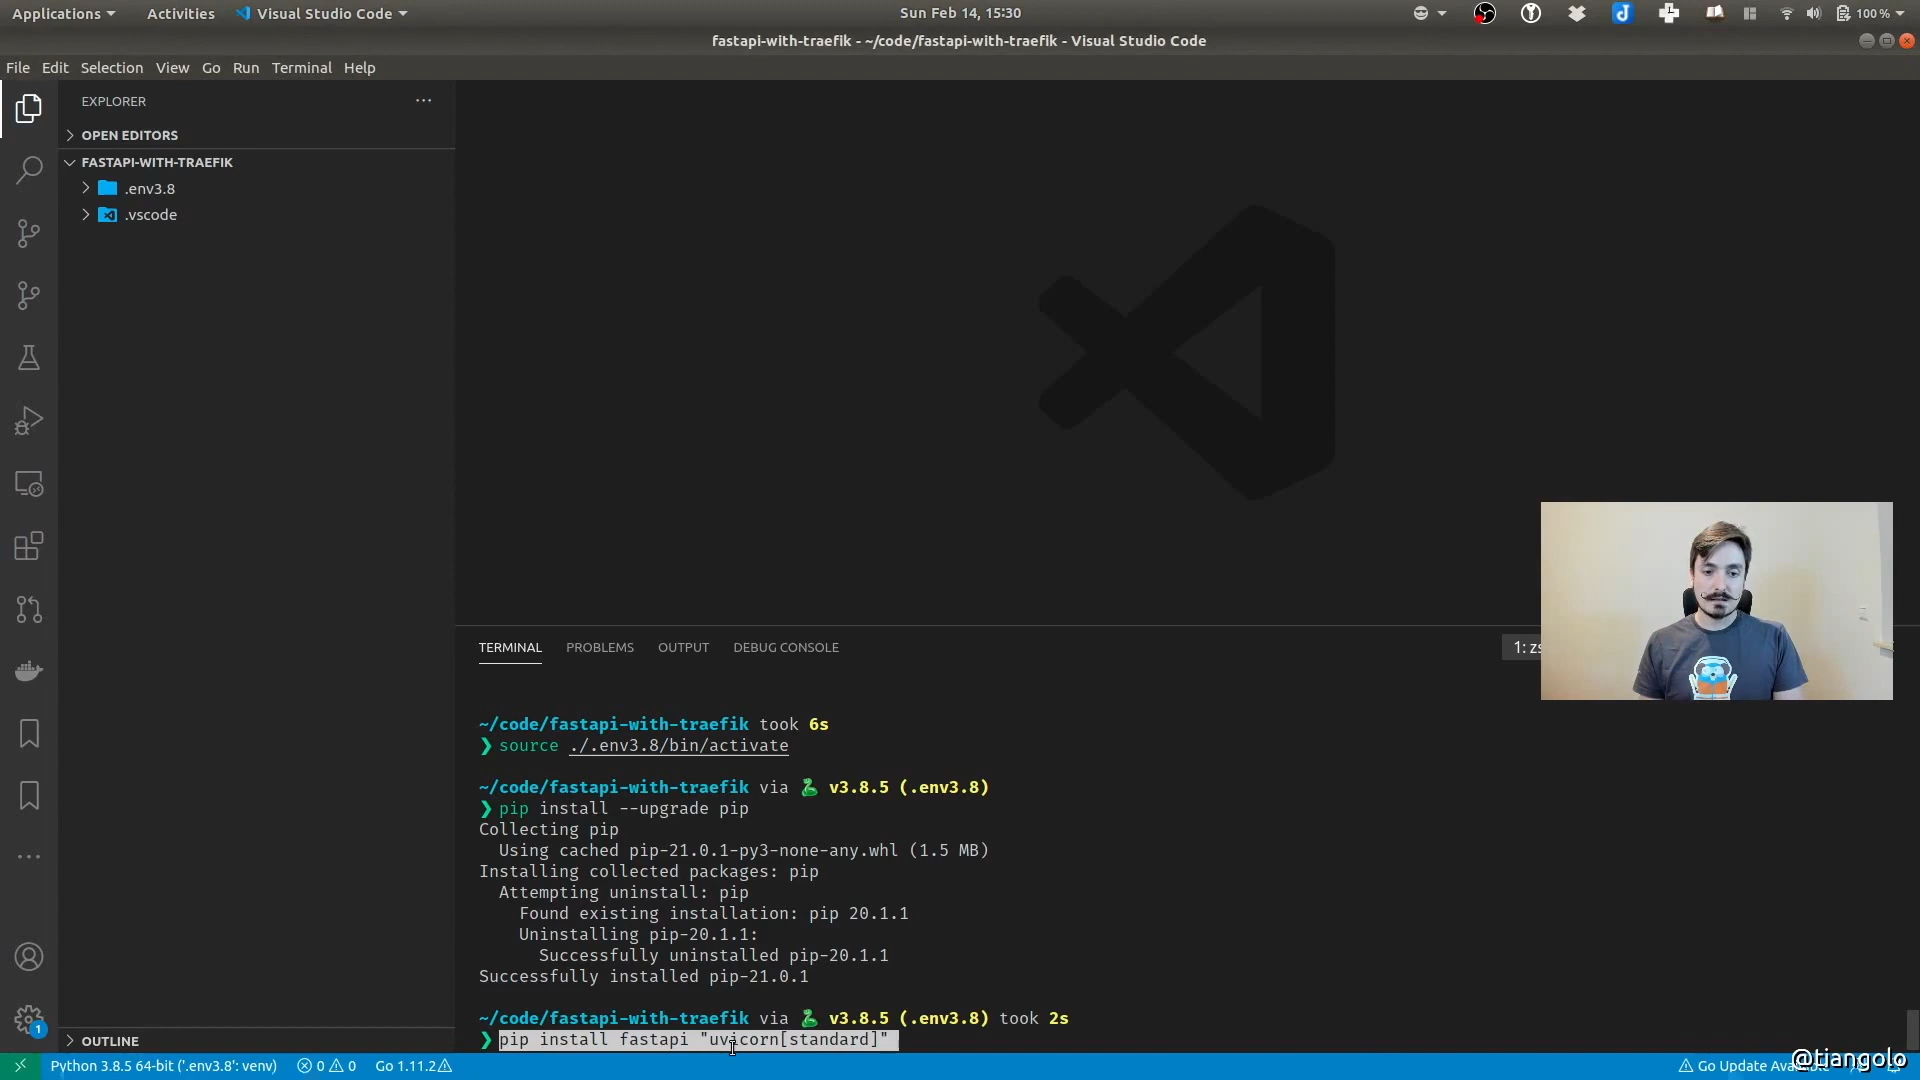 Applications Activities Visual Studio Code Sun Feb 14, 15:30 100 %
fastapi-with-traefik - ~/code/fastapi-with-traefik - Visual Studio Code
File Edit Selection View Go Run Terminal Help
EXPLORER
OPEN EDITORS
FASTAPI-WITH-TRAEFIK
.env3.8
.vscode
TERMINAL PROBLEMS OUTPUT DEBUG CONSOLE 1:
~/code/fastapi-with-traefik took 6s
❯ source ./.env3.8/bin/activate
~/code/fastapi-with-traefik via 🐍 v3.8.5 (.env3.8)
❯ pip install --upgrade pip
Collecting pip
Using cached pip-21.0.1-py3-none-any.whl (1.5 MB)
Installing collected packages: pip
Attempting uninstall: pip
Found existing installation: pip 20.1.1
Uninstalling pip-20.1.1:
Successfully uninstalled pip-20.1.1
Successfully installed pip-21.0.1
~/code/fastapi-with-traefik via 🐍 v3.8.5 (.env3.8) took 2s
❯ pip install fastapi "uvicorn[standard]"
1
OUTLINE
Python 3.8.5 64-bit ('.env3.8': venv) 0 0 Go 1.11.2 Go Update
@tiangolo